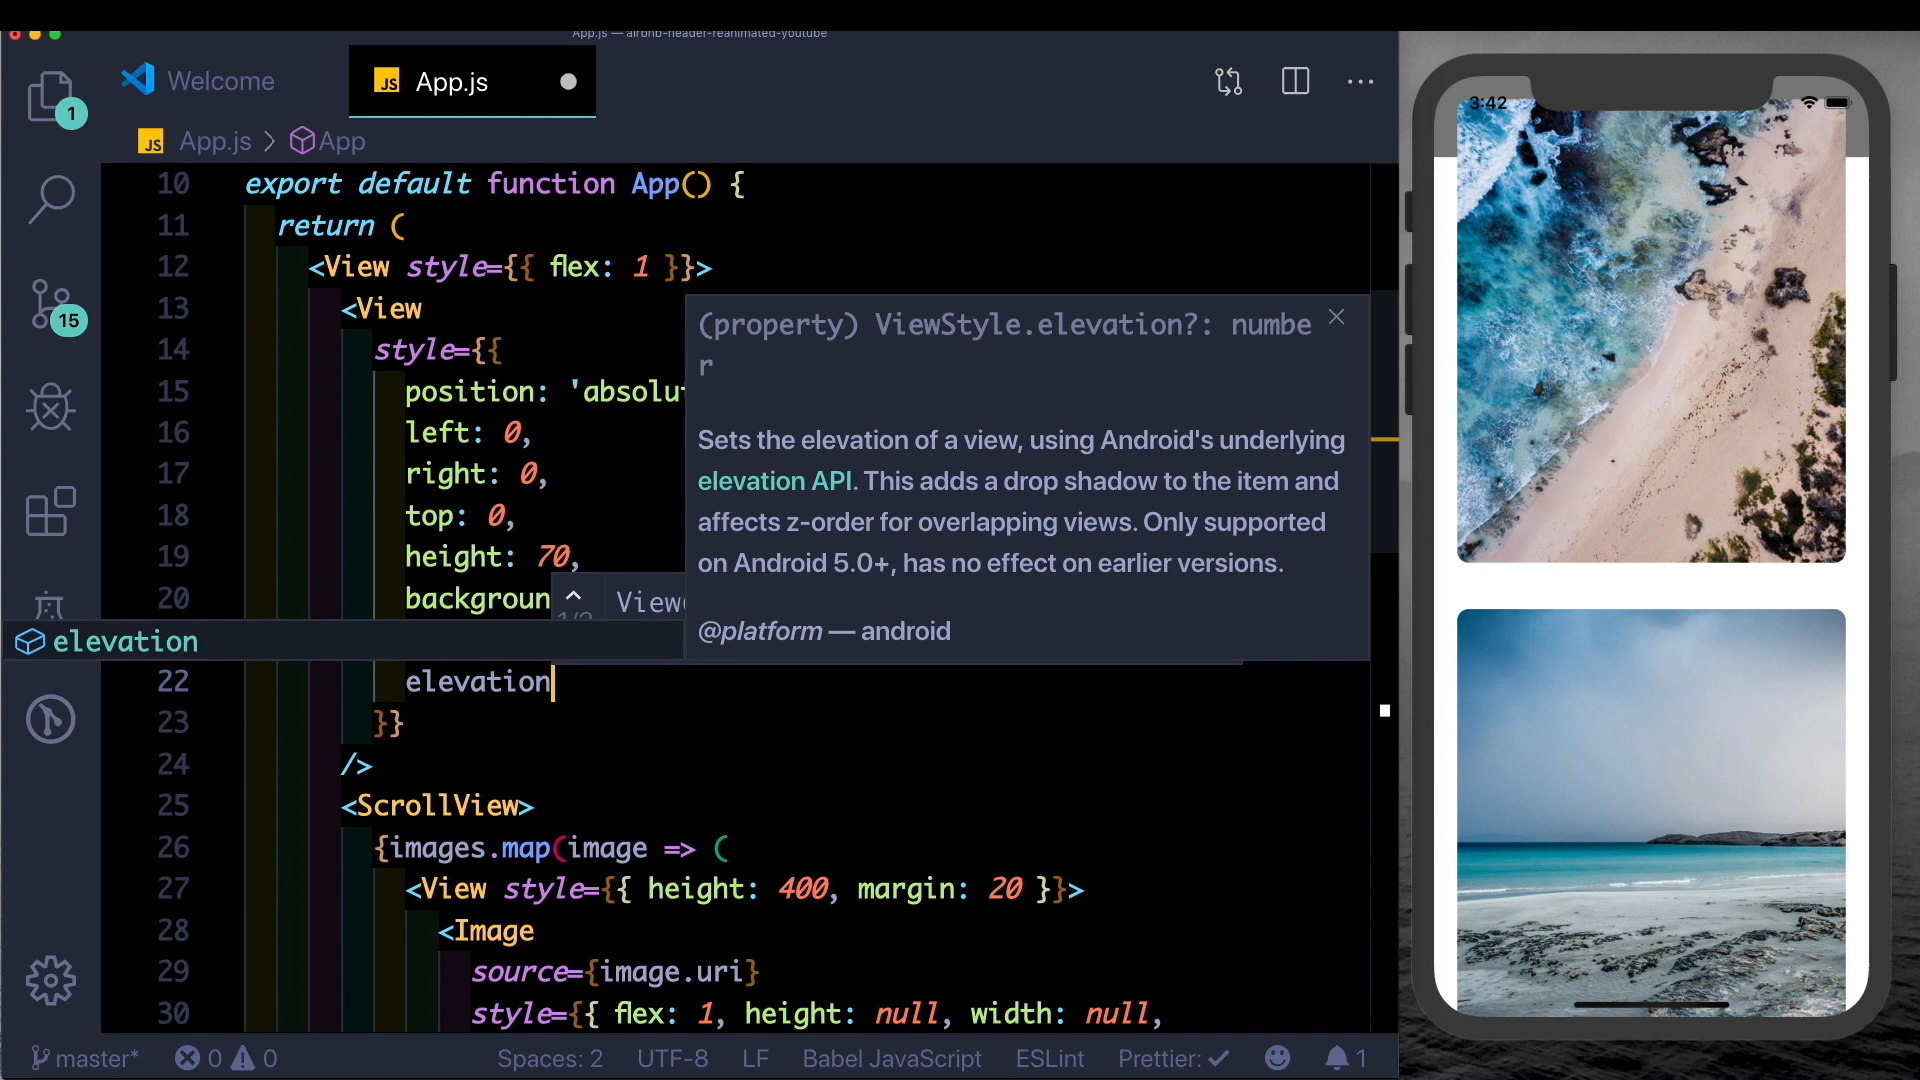 App.js — airbnb-header-reanimated-youtube
Welcome
JS App.js
JS App.js > App
1
15
10 export default function App() {
11 return (
12 <View style={{ flex: 1 }}>
13 <View
14 style={{
15 position: 'absolut
16 left: 0,
17 right: 0,
18 top: 0,
19 height: 70,
20 backgroun
View
elevation
(property) ViewStyle.elevation?: numbe
r
Sets the elevation of a view, using Android's underlying
elevation API. This adds a drop shadow to the item and
affects z-order for overlapping views. Only supported
on Android 5.0+, has no effect on earlier versions.
@platform — android
22 elevation
23 }}
24 />
25 <ScrollView>
26 {images.map(image => (
27 <View style={{ height: 400, margin: 20 }}>
28 <Image
29 source={image.uri}
30 style={{ flex: 1, height: null, width: null,
master* 0 0 Spaces: 2 UTF-8 LF Babel JavaScript ESLint Prettier: ✓ 1
3:42